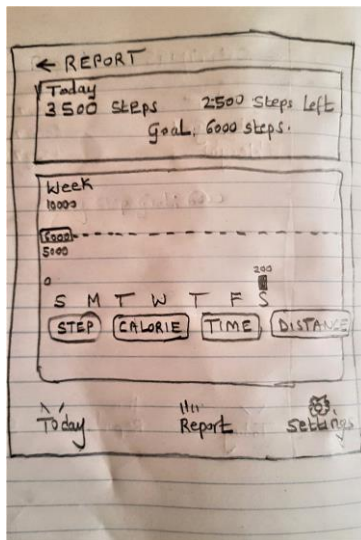 ← REPORT
Today
3500 Steps 2500 Steps Left
Goal, 6000 steps.
Week
10000
6000
5000
0
200
S M T W T F S
STEP CALORIE TIME DISTANCE
Today Report Settings